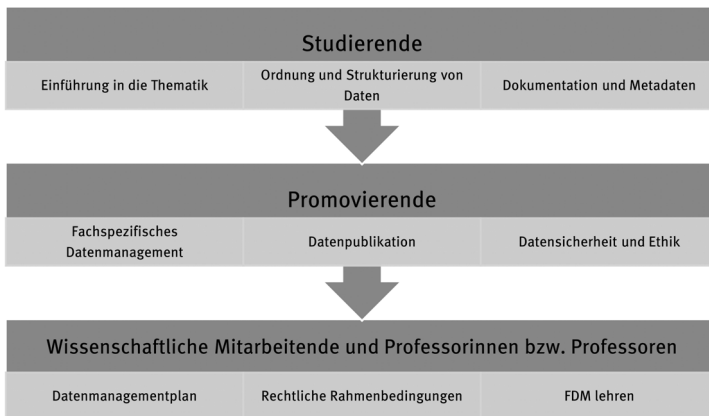 Studierende
Einführung in die Thematik
Ordnung und Strukturierung von
Daten
Dokumentation und Metadaten
Promovierende
Fachspezifisches
Datenmanagement
Datenpublikation
Datensicherheit und Ethik
Wissenschaftliche Mitarbeitende und Professorinnen bzw. Professoren
Datenmanagementplan
Rechtliche Rahmenbedingungen
FDM lehren